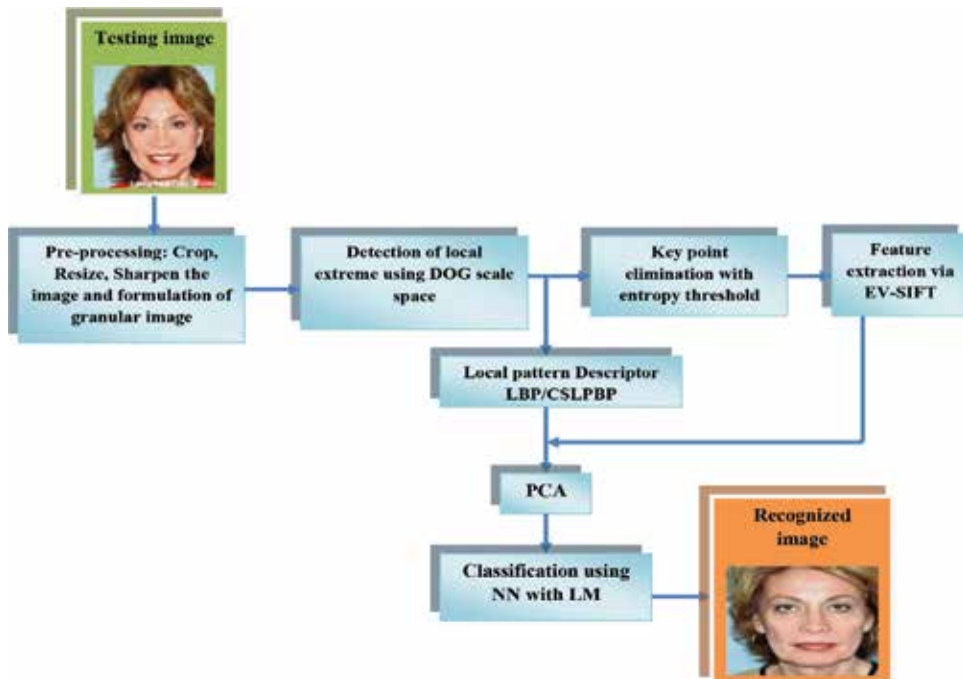 Testing image
Pre-processing: Crop,
Resize, Sharpen the
image and formulation of
granular image
Detection of local
extreme using DOG scale
space
Key point
elimination with
entropy threshold
Feature
extraction via
EV-SIFT
Local pattern Descriptor
LBP/CSLPBP
PCA
Classification using
NN with LM
Recognized
image